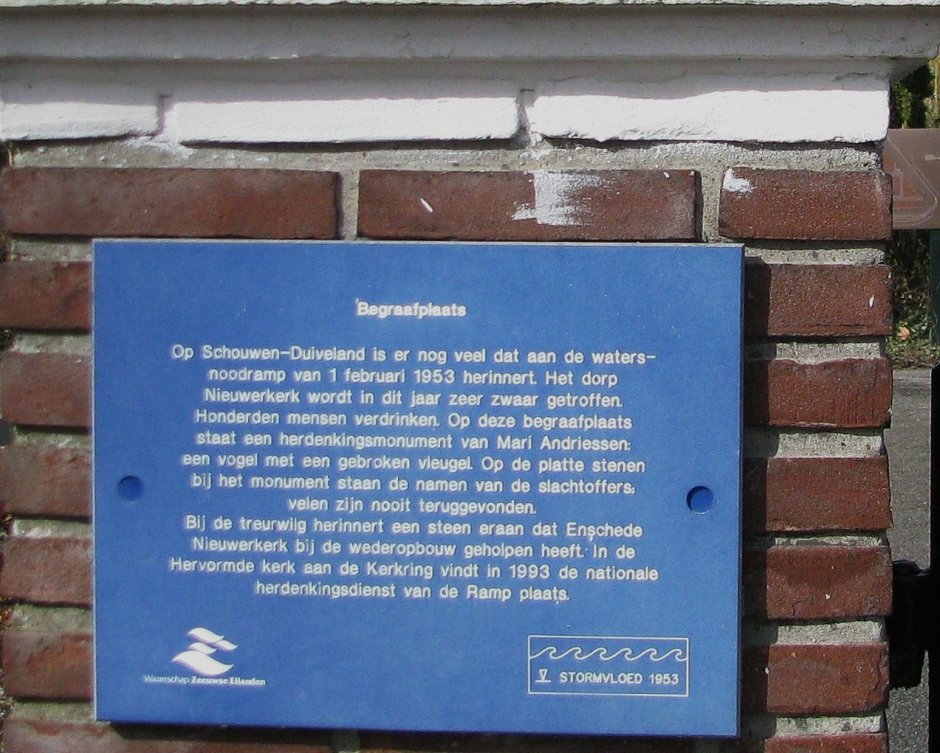 Begraafplaats
Op Schouwen-Duiveland is er nog veel dat aan de waters-
noodramp van 1 februari 1953 herinnert. Het dorp
Nieuwerkerk wordt in dit jaar zeer zwaar getroffen.
Honderden mensen verdrinken. Op deze begraafplaats
staat een herdenkingsmonument van Mari Andriessen:
een vogel met een gebroken vleugel. Op de platte stenen
bij het monument staan de namen van de slachtoffers;
velen zijn nooit teruggevonden.
Bij de treurwilg herinnert een steen eraan dat Enschede
Nieuwerkerk bij de wederopbouw geholpen heeft. In de
Hervormde kerk aan de Kerkring vindt in 1993 de nationale
herdenkingsdienst van de Ramp plaats.
Waterschap Zeeuwse Eilanden
V STORMVLOED 1953